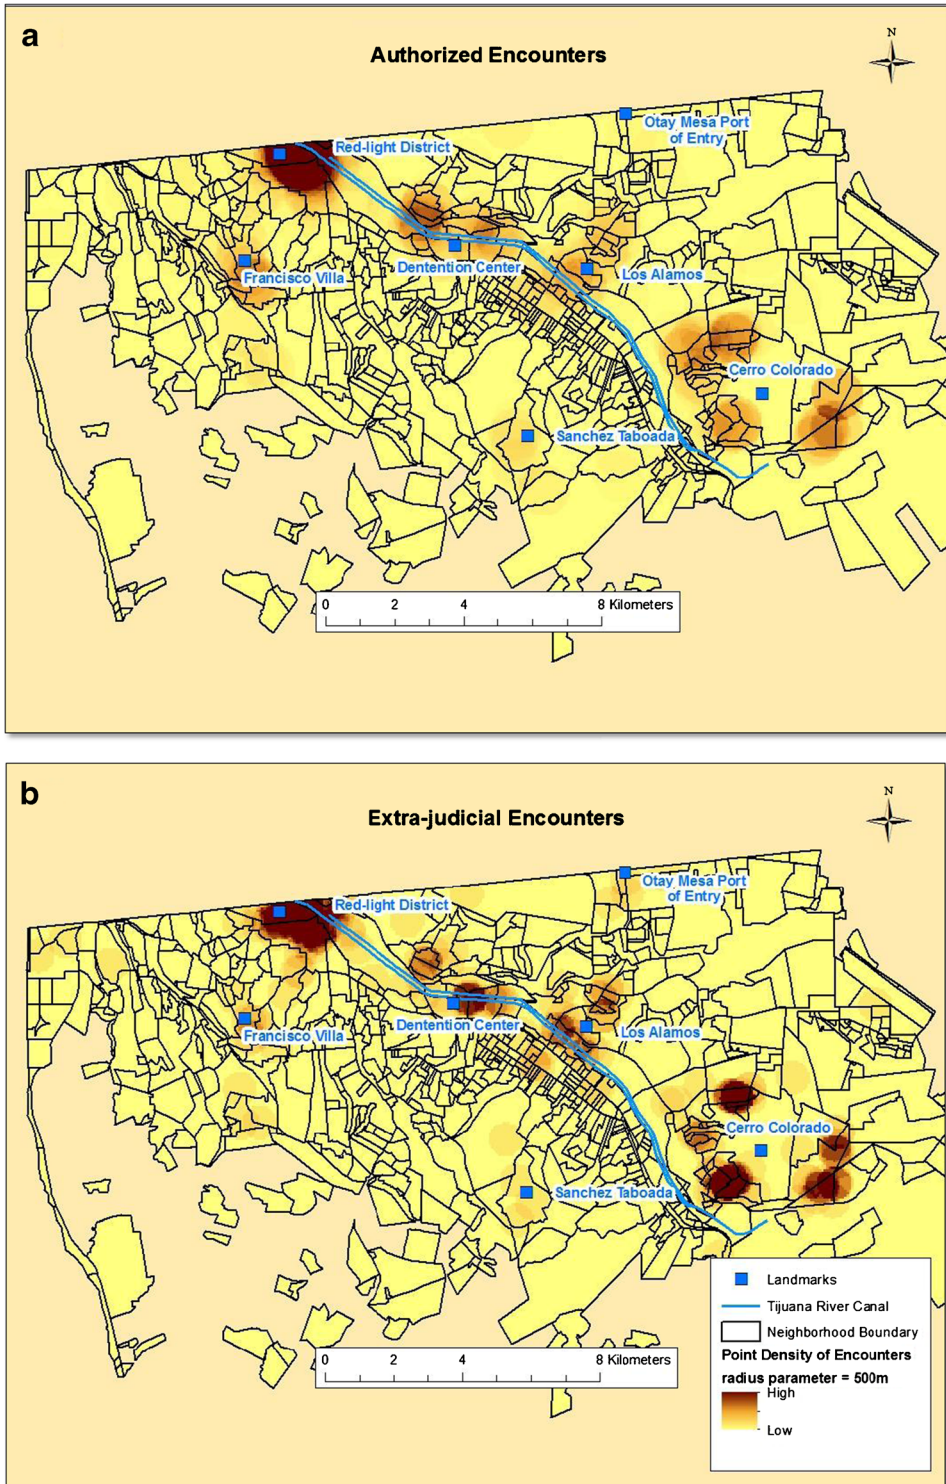 a
Authorized Encounters
N
Otay Mesa Port
of Entry
Red-light District
Francisco Villa
Dentention Center
Los Alamos
Cerro Colorado
Sanchez Taboada
0 2 4 8 Kilometers
b
Extra-judicial Encounters
N
Otay Mesa Port
of Entry
Red-light District
Francisco Villa
Dentention Center
Los Alamos
Cerro Colorado
Sanchez Taboada
0 2 4 8 Kilometers
Landmarks
Tijuana River Canal
Neighborhood Boundary
Point Density of Encounters
radius parameter = 500m
High
Low